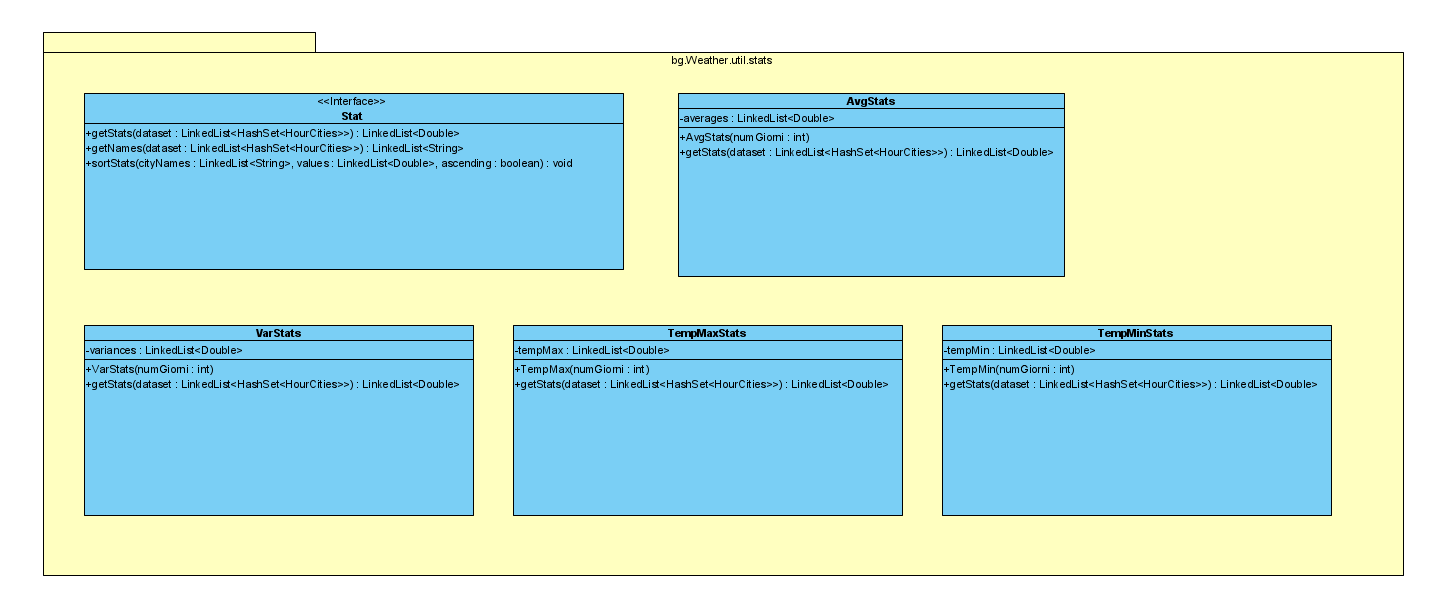 bg.Weather.util.stats
<<Interface>>
Stat
+getStats(dataset : LinkedList<HashSet<HourCities>>) : LinkedList<Double>
+getNames(dataset : LinkedList<HashSet<HourCities>>) : LinkedList<String>
+sortStats(cityNames : LinkedList<String>, values : LinkedList<Double>, ascending : boolean) : void
AvgStats
-averages : LinkedList<Double>
+AvgStats(numGiorni : int)
+getStats(dataset : LinkedList<HashSet<HourCities>>) : LinkedList<Double>
VarStats
-variances : LinkedList<Double>
+VarStats(numGiorni : int)
+getStats(dataset : LinkedList<HashSet<HourCities>>) : LinkedList<Double>
TempMaxStats
-tempMax : LinkedList<Double>
+TempMax(numGiorni : int)
+getStats(dataset : LinkedList<HashSet<HourCities>>) : LinkedList<Double>
TempMinStats
-tempMin : LinkedList<Double>
+TempMin(numGiorni : int)
+getStats(dataset : LinkedList<HashSet<HourCities>>) : LinkedList<Double>